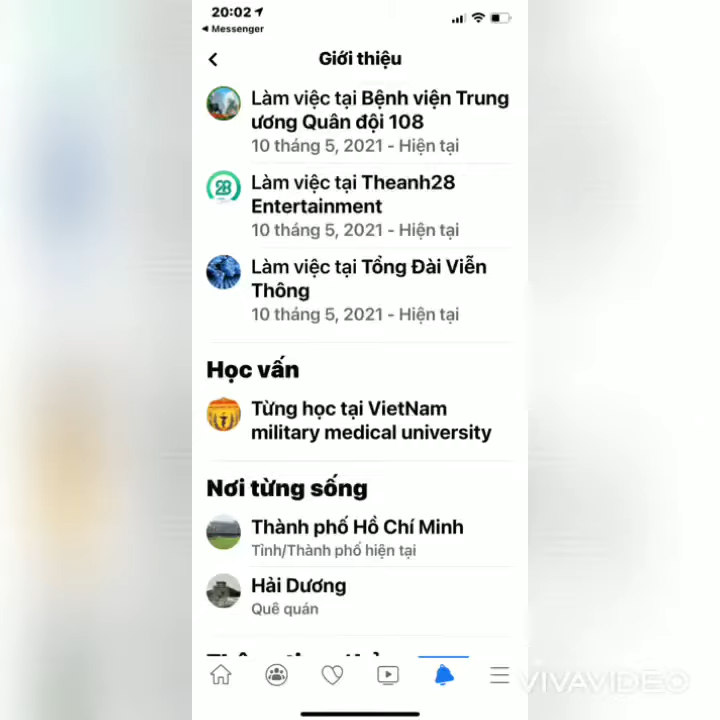 20:02
Messenger
Giới thiệu
Làm việc tại Bệnh viện Trung
ương Quân đội 108
10 tháng 5, 2021 - Hiện tại
28
Làm việc tại Theanh28
Entertainment
10 tháng 5, 2021 - Hiện tại
Làm việc tại Tổng Đài Viễn
Thông
10 tháng 5, 2021 - Hiện tại
Học vấn
Từng học tại VietNam
military medical university
Nơi từng sống
Thành phố Hồ Chí Minh
Tỉnh/Thành phố hiện tại
Hải Dương
Quê quán
VIVAVIDEO